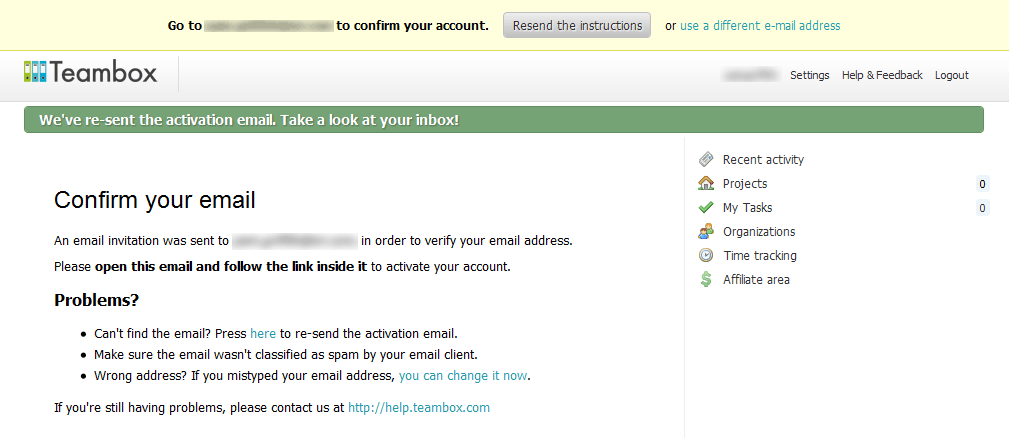 Go to to confirm your account. Resend the instructions or use a different e-mail address
Teambox
Settings Help & Feedback Logout
We've re-sent the activation email. Take a look at your inbox!
Confirm your email
An email invitation was sent to in order to verify your email address.
Please open this email and follow the link inside it to activate your account.
Problems?
Can't find the email? Press here to re-send the activation email.
Make sure the email wasn't classified as spam by your email client.
Wrong address? If you mistyped your email address, you can change it now.
If you're still having problems, please contact us at http://help.teambox.com
Recent activity
Projects 0
My Tasks 0
Organizations
Time tracking
Affiliate area